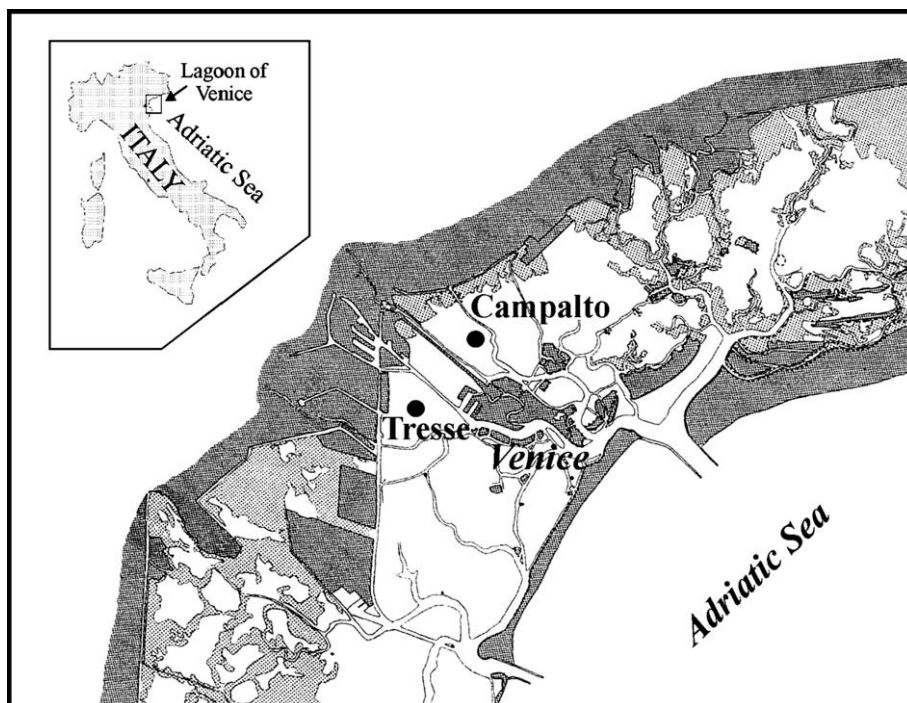 Lagoon of
Venice
Adriatic Sea
ITALY
Campalto
Tresse
Venice
Adriatic Sea